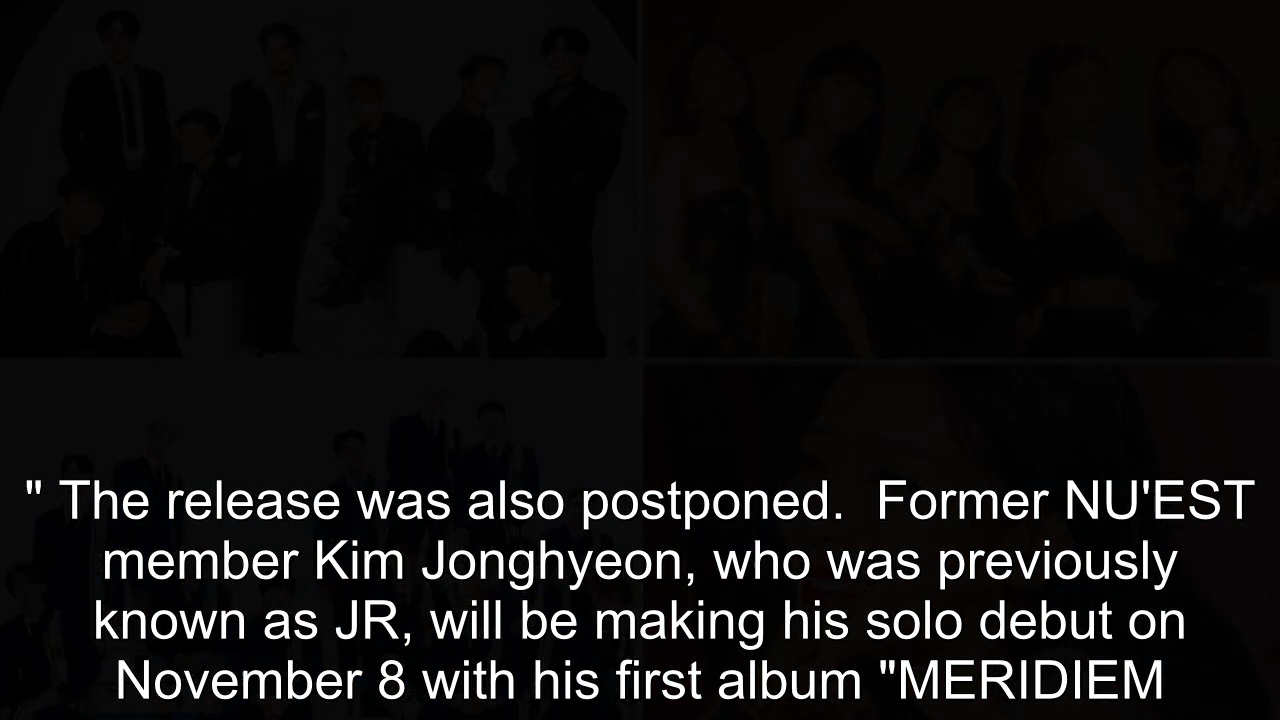 " The release was also postponed.  Former NU'EST
member Kim Jonghyeon, who was previously
known as JR, will be making his solo debut on
November 8 with his first album "MERIDIEM